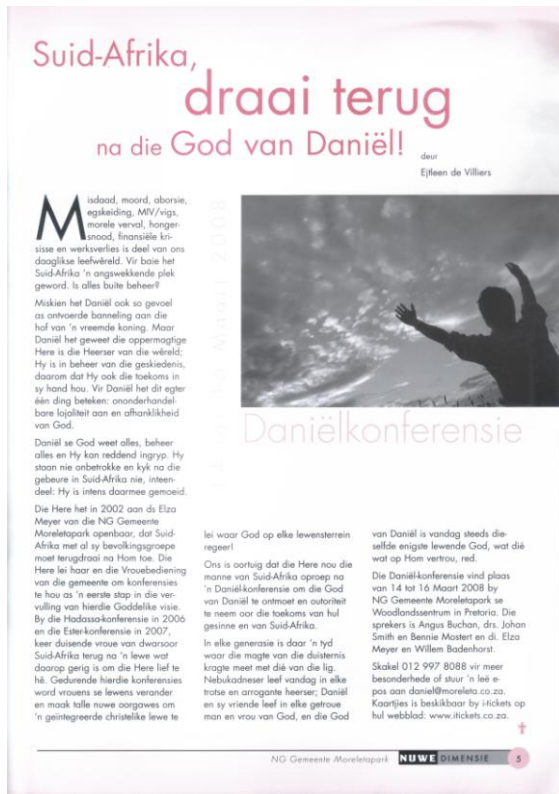 Suid-Afrika,
draai terug
na die God van Daniël!
deur
Ejtleen de Villiers
Misdaad, moord, aborsie,
egskeiding, MIV/vigs,
morele verval, honger-
snood, finansiële kri-
sisse en werksverlies is deel van ons
daaglikse leefwêreld. Vir baie het
Suid-Afrika 'n angswekkende plek
geword. Is alles buite beheer?
Miskien het Daniël ook so gevoel
as ontvoerde banneling aan die
hof van 'n vreemde koning. Maar
Daniël het geweet die oppermagtige
Here is die Heerser van die wêreld;
Hy is in beheer van die geskiedenis,
daarom dat Hy ook die toekoms in
sy hand hou. Vir Daniël het dit egter
één ding beteken: ononderhandel-
bare lojaliteit aan en afhanklikheid
van God.
Daniël se God weet alles, beheer
alles en Hy kan reddend ingryp. Hy
staan nie onbetrokke en kyk na die
gebeure in Suid-Afrika nie, inteen-
deel: Hy is intens daarmee gemoeid.
Die Here het in 2002 aan ds Elza
Meyer van die NG Gemeente
Moreletapark openbaar, dat Suid-
Afrika met al sy bevolkingsgroepe
moet terugdraai na Hom toe. Die
Here lei haar en die Vrouebediening
van die gemeente om konferensies
te hou as 'n eerste stap in die ver-
vulling van hierdie Goddelike visie.
By die Hadassa-konferensie in 2006
en die Ester-konferensie in 2007,
keer duisende vroue van dwarsoor
Suid-Afrika terug na 'n lewe wat
daarop gerig is om die Here lief te
hê. Gedurende hierdie konferensies
word vrouens se lewens verander
en maak talle nuwe oorgawes om
'n geïntegreerde christelike lewe te
14 tot 16 Maart 2008
Daniëlkonferensie
lei waar God op elke lewensterrein
regeer!
Ons is oortuig dat die Here nou die
manne van Suid-Afrika oproep na
'n Daniël-konferensie om die God
van Daniël te ontmoet en outoriteit
te neem oor die toekoms van hul
gesinne en van Suid-Afrika.
In elke generasie is daar 'n tyd
waar die magte van die duisternis
kragte meet met dié van die lig.
Nebukadneser leef vandag in elke
trotse en arrogante heerser; Daniël
en sy vriende leef in elke getroue
man en vrou van God, en die God
van Daniël is vandag steeds die-
selfde enigste lewende God, wat dié
wat op Hom vertrou, red.
Die Daniël-konferensie vind plaas
van 14 tot 16 Maart 2008 by
NG Gemeente Moreletapark se
Woodlandssentrum in Pretoria. Die
sprekers is Angus Buchan, drs. Johan
Smith en Bennie Mostert en di. Elza
Meyer en Willem Badenhorst.
Skakel 012 997 8088 vir meer
besonderhede of stuur 'n leë e-
pos aan daniel@moreleta.co.za.
Kaartjies is beskikbaar by i-tickets op
hul webblad: www.itickets.co.za.
NG Gemeente Moreletapark NUWE DIMENSIE 5